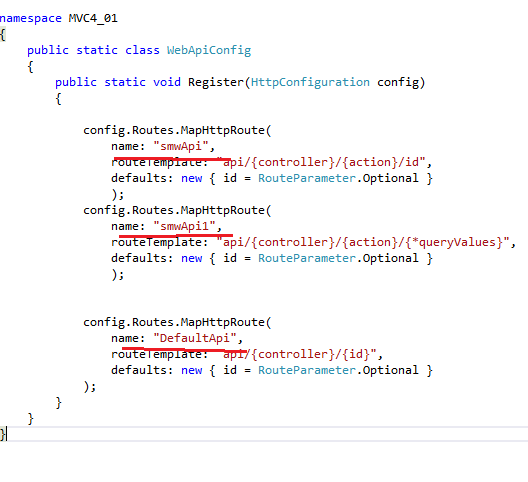 namespace MVC4_01
{
public static class WebApiConfig
{
public static void Register(HttpConfiguration config)
{
config.Routes.MapHttpRoute(
name: "smwApi",
routeTemplate: "api/{controller}/{action}/id",
defaults: new { id = RouteParameter.Optional }
);
config.Routes.MapHttpRoute(
name: "smwApi1",
routeTemplate: "api/{controller}/{action}/{*queryValues}",
defaults: new { id = RouteParameter.Optional }
);
config.Routes.MapHttpRoute(
name: "DefaultApi",
routeTemplate: "api/{controller}/{id}",
defaults: new { id = RouteParameter.Optional }
);
}
}
}